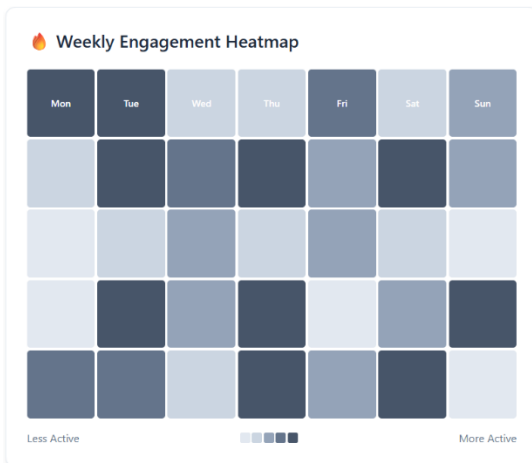 🔥 Weekly Engagement Heatmap
Mon Tue Wed Thu Fri Sat Sun
Less Active More Active